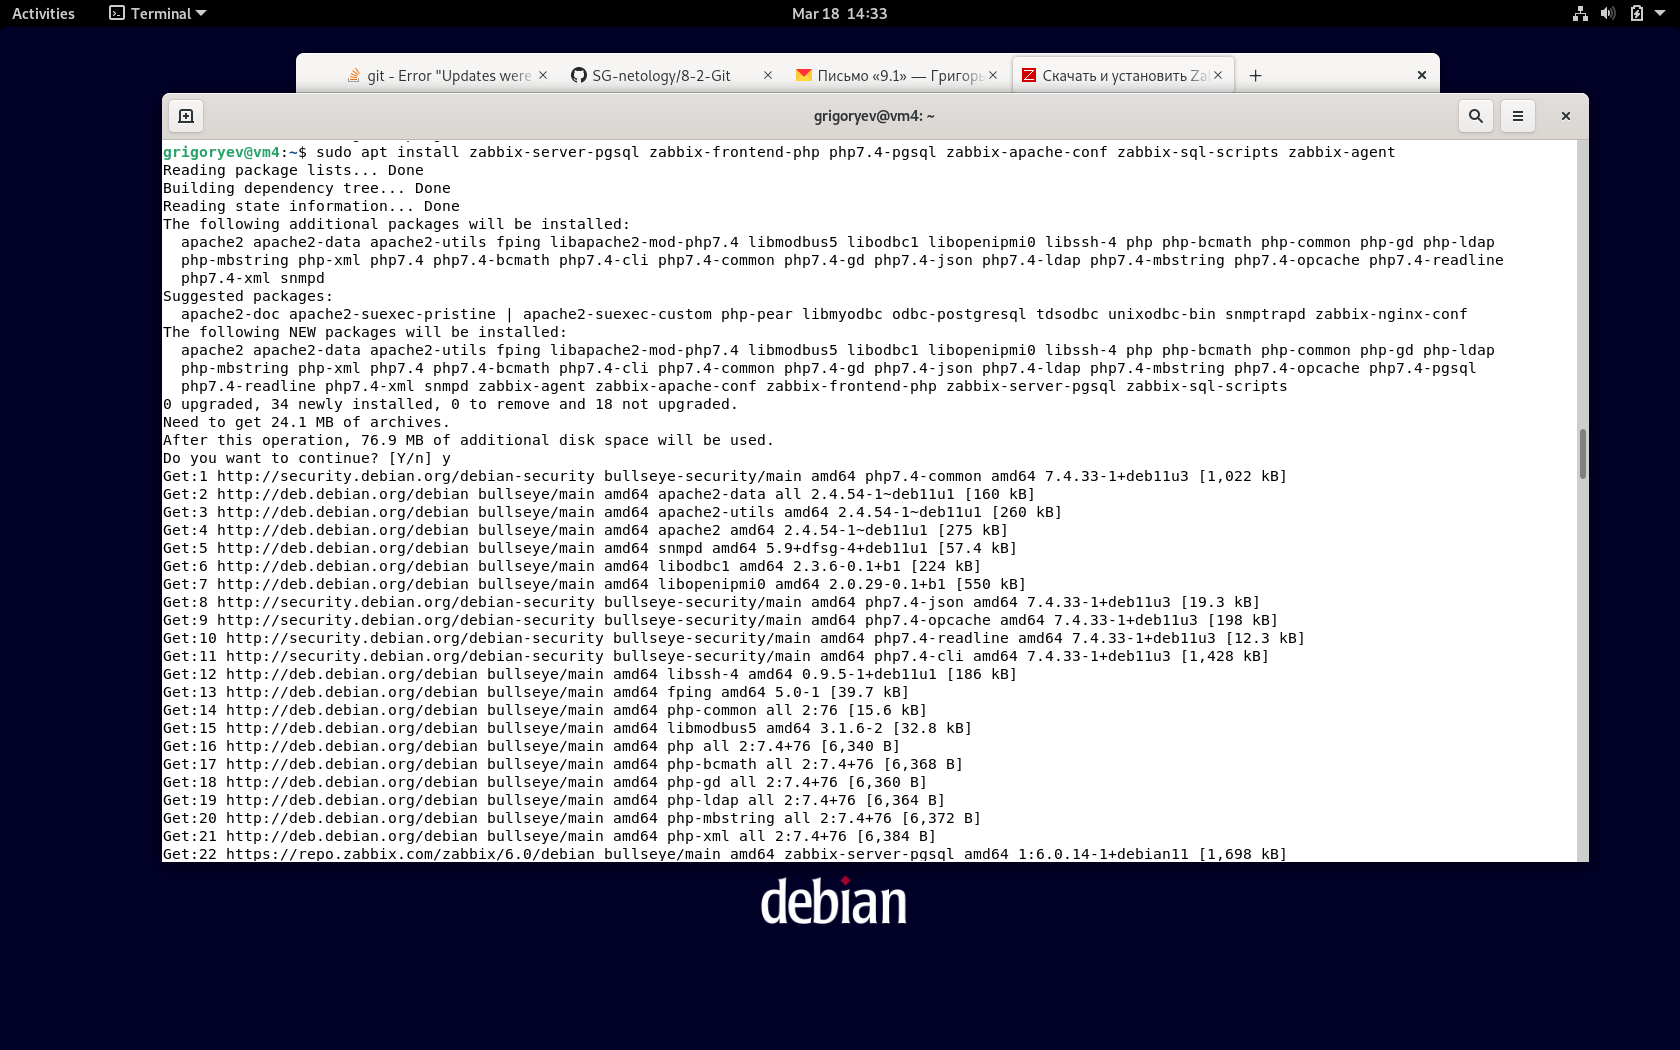 Activities Terminal Mar 18 14:33
git - Error "Updates were SG-netology/8-2-Git Письмо «9.1» — Григорь Скачать и установить Za
grigoryev@vm4: ~
grigoryev@vm4:~$ sudo apt install zabbix-server-pgsql zabbix-frontend-php php7.4-pgsql zabbix-apache-conf zabbix-sql-scripts zabbix-agent
Reading package lists... Done
Building dependency tree... Done
Reading state information... Done
The following additional packages will be installed:
  apache2 apache2-data apache2-utils fping libapache2-mod-php7.4 libmodbus5 libodbc1 libopenipmi0 libssh-4 php php-bcmath php-common php-gd php-ldap
  php-mbstring php-xml php7.4 php7.4-bcmath php7.4-cli php7.4-common php7.4-gd php7.4-json php7.4-ldap php7.4-mbstring php7.4-opcache php7.4-readline
  php7.4-xml snmpd
Suggested packages:
  apache2-doc apache2-suexec-pristine | apache2-suexec-custom php-pear libmyodbc odbc-postgresql tdsodbc unixodbc-bin snmptrapd zabbix-nginx-conf
The following NEW packages will be installed:
  apache2 apache2-data apache2-utils fping libapache2-mod-php7.4 libmodbus5 libodbc1 libopenipmi0 libssh-4 php php-bcmath php-common php-gd php-ldap
  php-mbstring php-xml php7.4 php7.4-bcmath php7.4-cli php7.4-common php7.4-gd php7.4-json php7.4-ldap php7.4-mbstring php7.4-opcache php7.4-pgsql
  php7.4-readline php7.4-xml snmpd zabbix-agent zabbix-apache-conf zabbix-frontend-php zabbix-server-pgsql zabbix-sql-scripts
0 upgraded, 34 newly installed, 0 to remove and 18 not upgraded.
Need to get 24.1 MB of archives.
After this operation, 76.9 MB of additional disk space will be used.
Do you want to continue? [Y/n] y
Get:1 http://security.debian.org/debian-security bullseye-security/main amd64 php7.4-common amd64 7.4.33-1+deb11u3 [1,022 kB]
Get:2 http://deb.debian.org/debian bullseye/main amd64 apache2-data all 2.4.54-1~deb11u1 [160 kB]
Get:3 http://deb.debian.org/debian bullseye/main amd64 apache2-utils amd64 2.4.54-1~deb11u1 [260 kB]
Get:4 http://deb.debian.org/debian bullseye/main amd64 apache2 amd64 2.4.54-1~deb11u1 [275 kB]
Get:5 http://deb.debian.org/debian bullseye/main amd64 snmpd amd64 5.9+dfsg-4+deb11u1 [57.4 kB]
Get:6 http://deb.debian.org/debian bullseye/main amd64 libodbc1 amd64 2.3.6-0.1+b1 [224 kB]
Get:7 http://deb.debian.org/debian bullseye/main amd64 libopenipmi0 amd64 2.0.29-0.1+b1 [550 kB]
Get:8 http://security.debian.org/debian-security bullseye-security/main amd64 php7.4-json amd64 7.4.33-1+deb11u3 [19.3 kB]
Get:9 http://security.debian.org/debian-security bullseye-security/main amd64 php7.4-opcache amd64 7.4.33-1+deb11u3 [198 kB]
Get:10 http://security.debian.org/debian-security bullseye-security/main amd64 php7.4-readline amd64 7.4.33-1+deb11u3 [12.3 kB]
Get:11 http://security.debian.org/debian-security bullseye-security/main amd64 php7.4-cli amd64 7.4.33-1+deb11u3 [1,428 kB]
Get:12 http://deb.debian.org/debian bullseye/main amd64 libssh-4 amd64 0.9.5-1+deb11u1 [186 kB]
Get:13 http://deb.debian.org/debian bullseye/main amd64 fping amd64 5.0-1 [39.7 kB]
Get:14 http://deb.debian.org/debian bullseye/main amd64 php-common all 2:76 [15.6 kB]
Get:15 http://deb.debian.org/debian bullseye/main amd64 libmodbus5 amd64 3.1.6-2 [32.8 kB]
Get:16 http://deb.debian.org/debian bullseye/main amd64 php all 2:7.4+76 [6,340 B]
Get:17 http://deb.debian.org/debian bullseye/main amd64 php-bcmath all 2:7.4+76 [6,368 B]
Get:18 http://deb.debian.org/debian bullseye/main amd64 php-gd all 2:7.4+76 [6,360 B]
Get:19 http://deb.debian.org/debian bullseye/main amd64 php-ldap all 2:7.4+76 [6,364 B]
Get:20 http://deb.debian.org/debian bullseye/main amd64 php-mbstring all 2:7.4+76 [6,372 B]
Get:21 http://deb.debian.org/debian bullseye/main amd64 php-xml all 2:7.4+76 [6,384 B]
Get:22 https://repo.zabbix.com/zabbix/6.0/debian bullseye/main amd64 zabbix-server-pgsql amd64 1:6.0.14-1+debian11 [1,698 kB]
debian